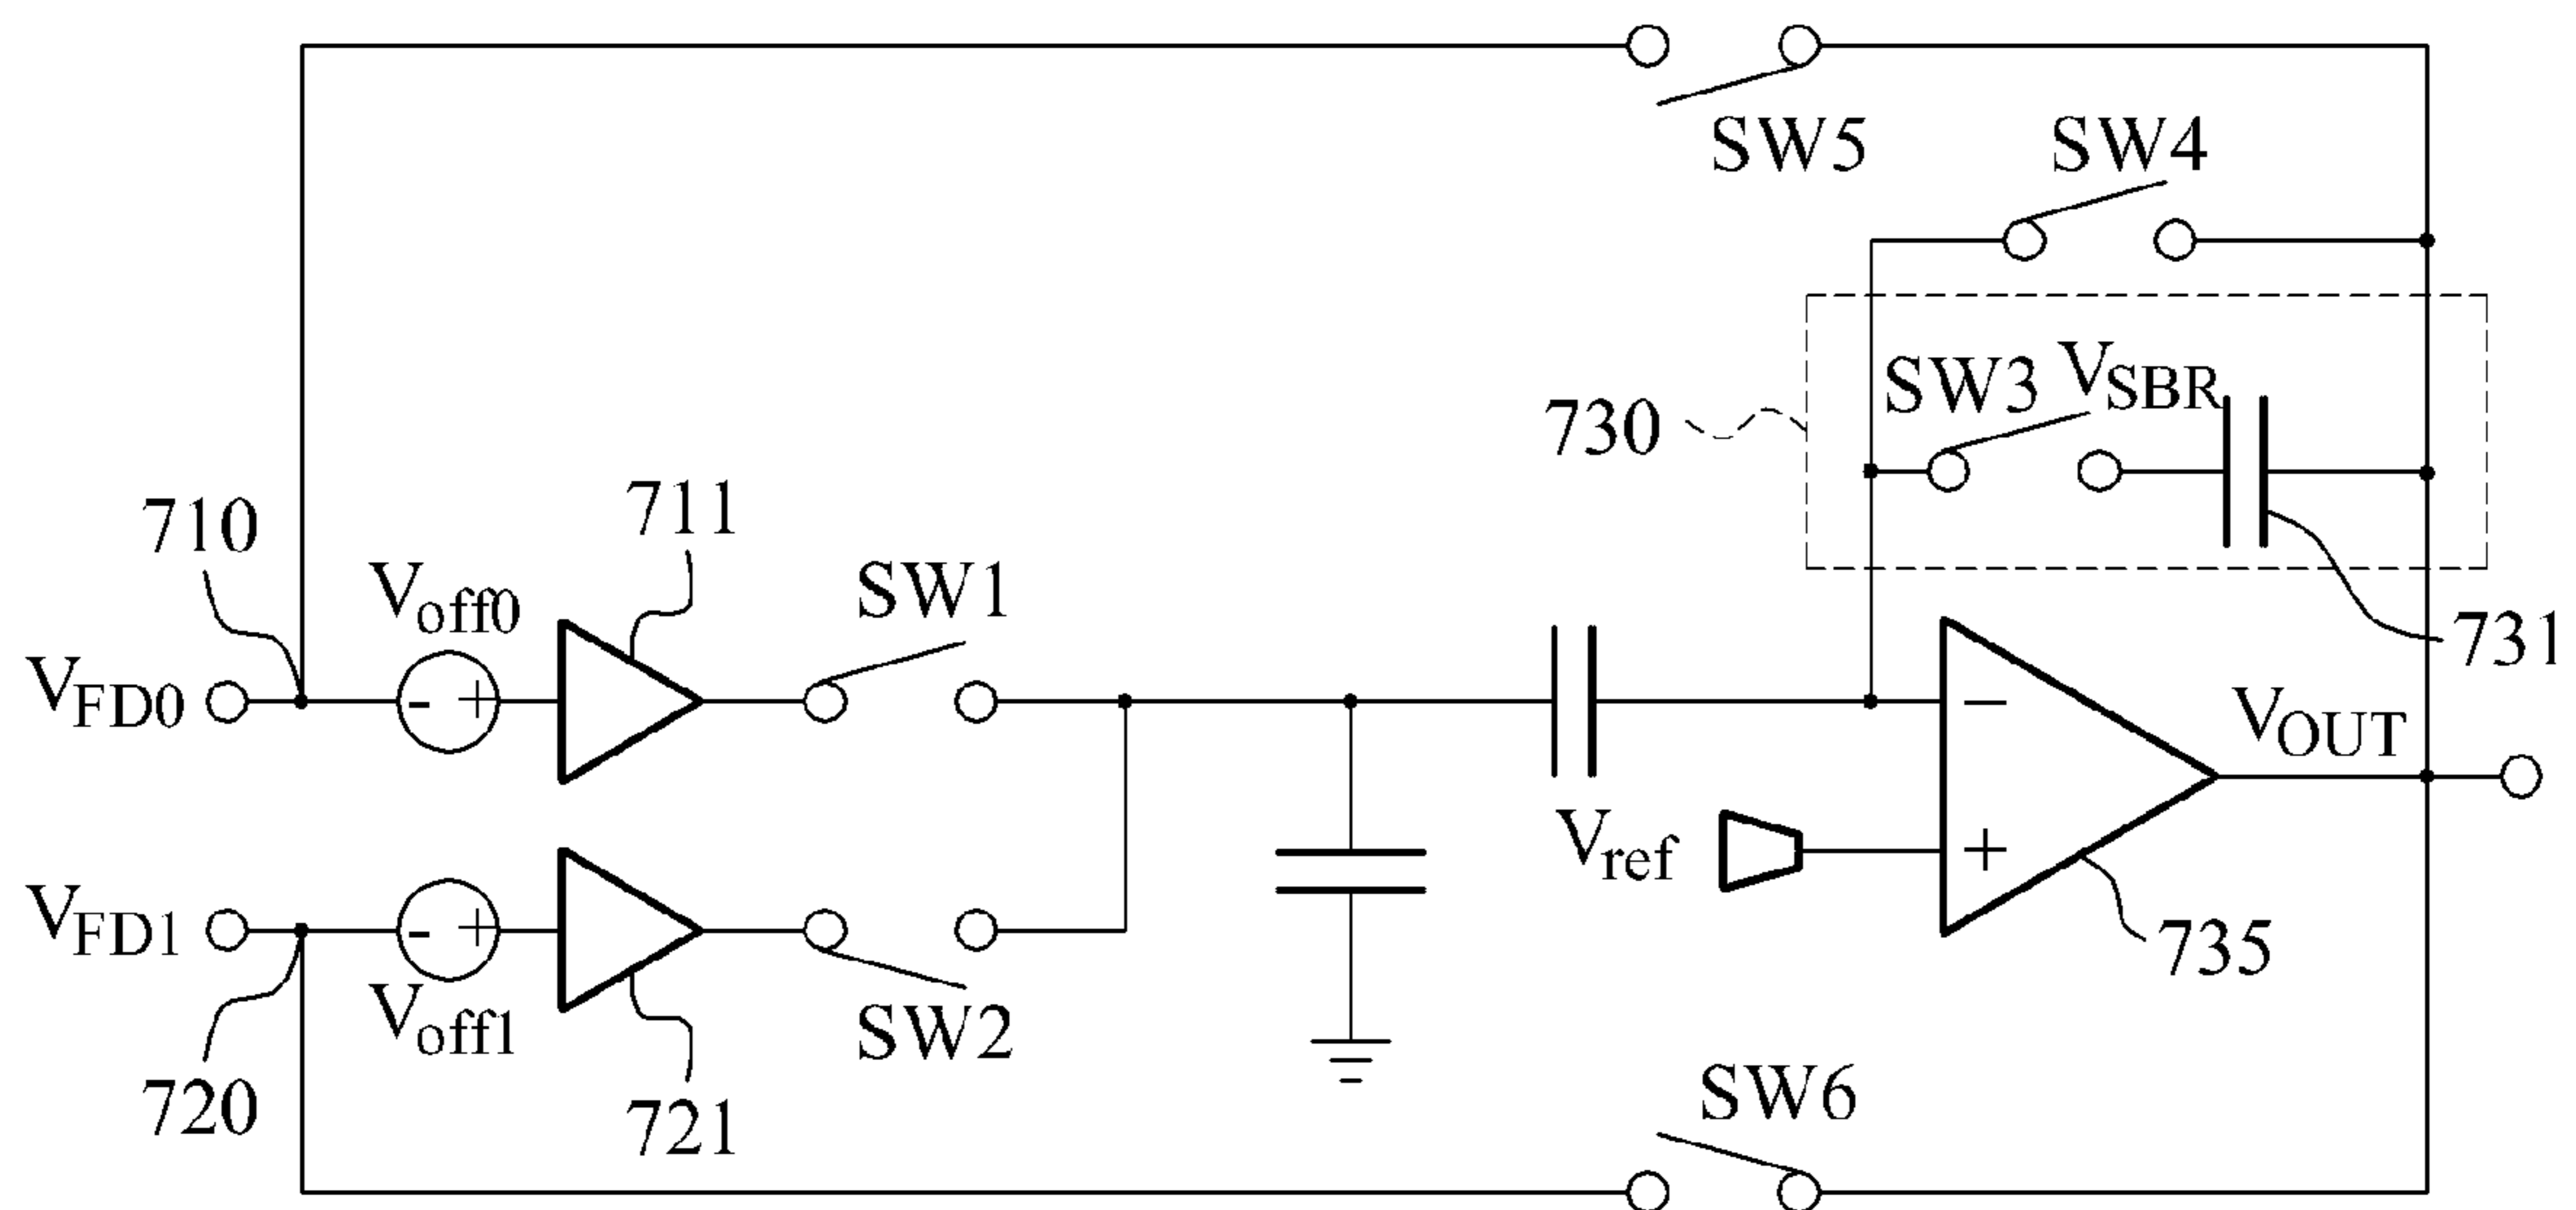 SW5
SW4
SW3
VSBR
730
710
711
Voff0
SW1
731
VFD0
- +
−
VOUT
Vref
+
VFD1
- +
735
Voff1
SW2
720
721
SW6